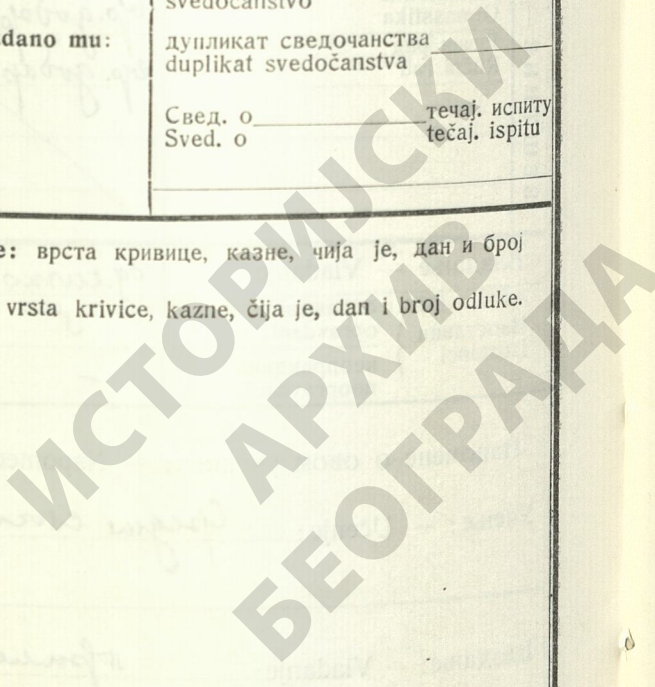 svedočanstvo
dano mu:
дупликат сведочанства
duplikat svedočanstva
Свед. о течај. испиту
Sved. o tečaj. ispitu
е: врста кривице, казне, чија је, дан и број
vrsta krivice, kazne, čija je, dan i broj odluke.
ИСТОРИЈСКИ
АРХИВ
БЕОГРАДА